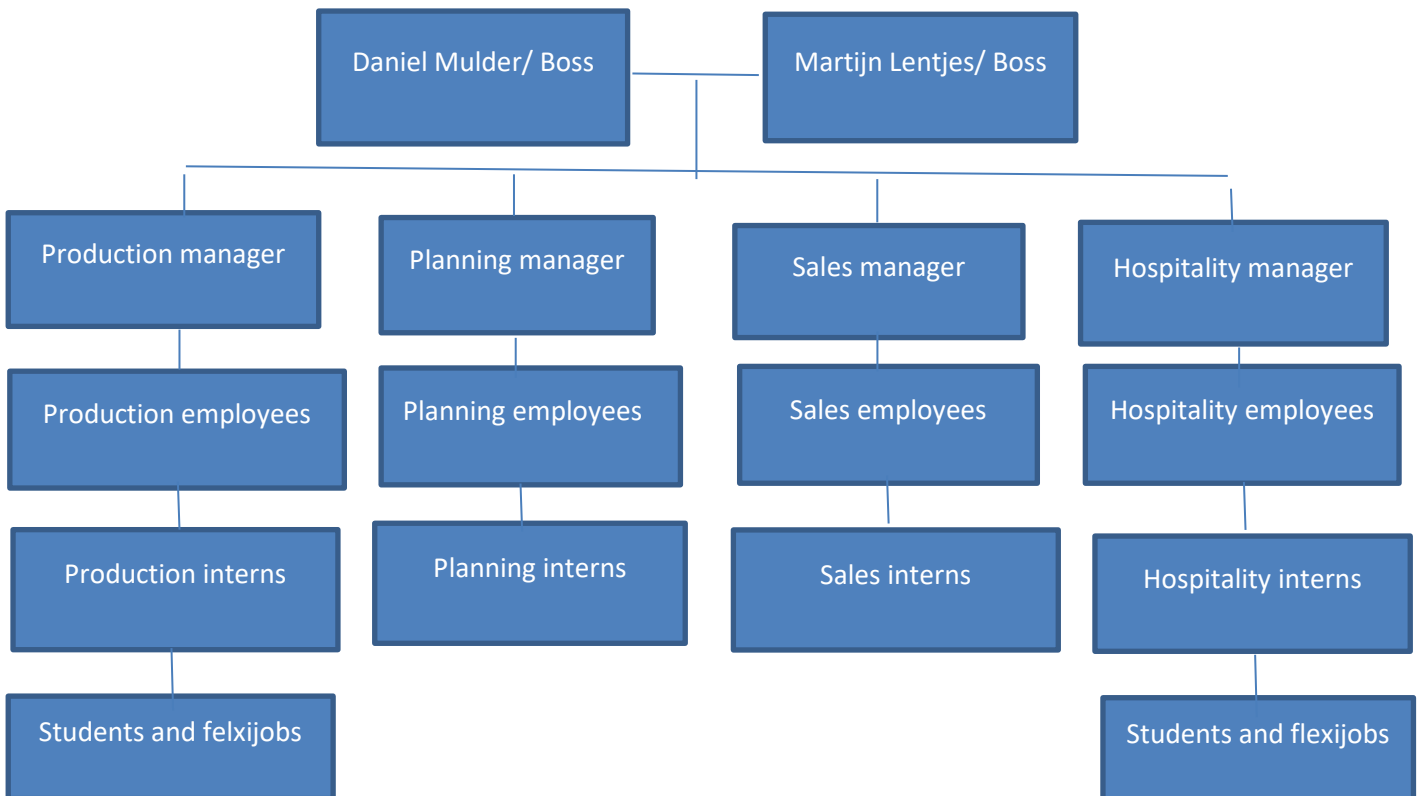 Daniel Mulder/ Boss
Martijn Lentjes/ Boss
Production manager
Planning manager
Sales manager
Hospitality manager
Production employees
Planning employees
Sales employees
Hospitality employees
Production interns
Planning interns
Sales interns
Hospitality interns
Students and felxijobs
Students and flexijobs